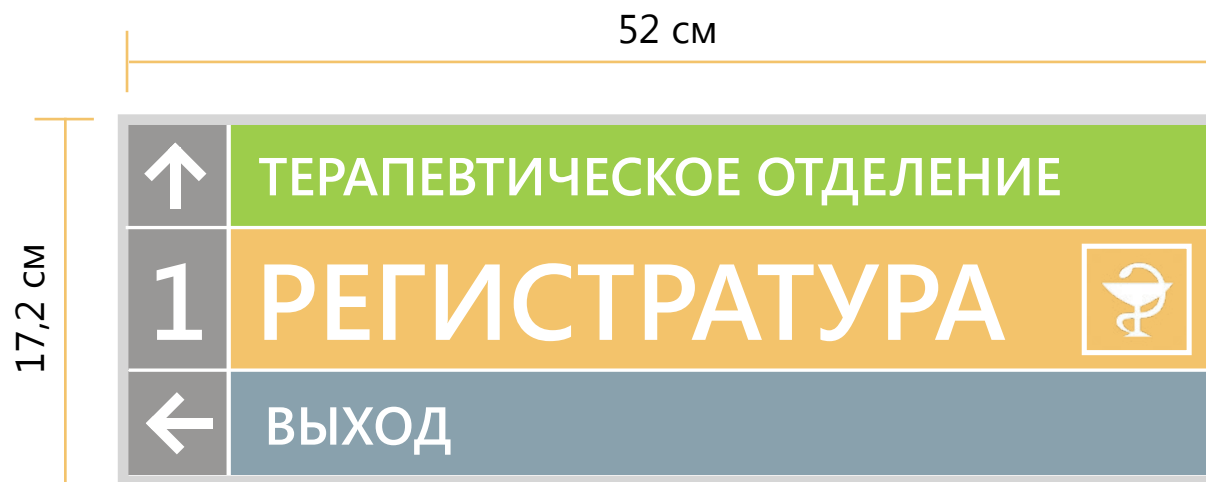 52 см
17,2 см
ТЕРАПЕВТИЧЕСКОЕ ОТДЕЛЕНИЕ
1 РЕГИСТРАТУРА
ВЫХОД